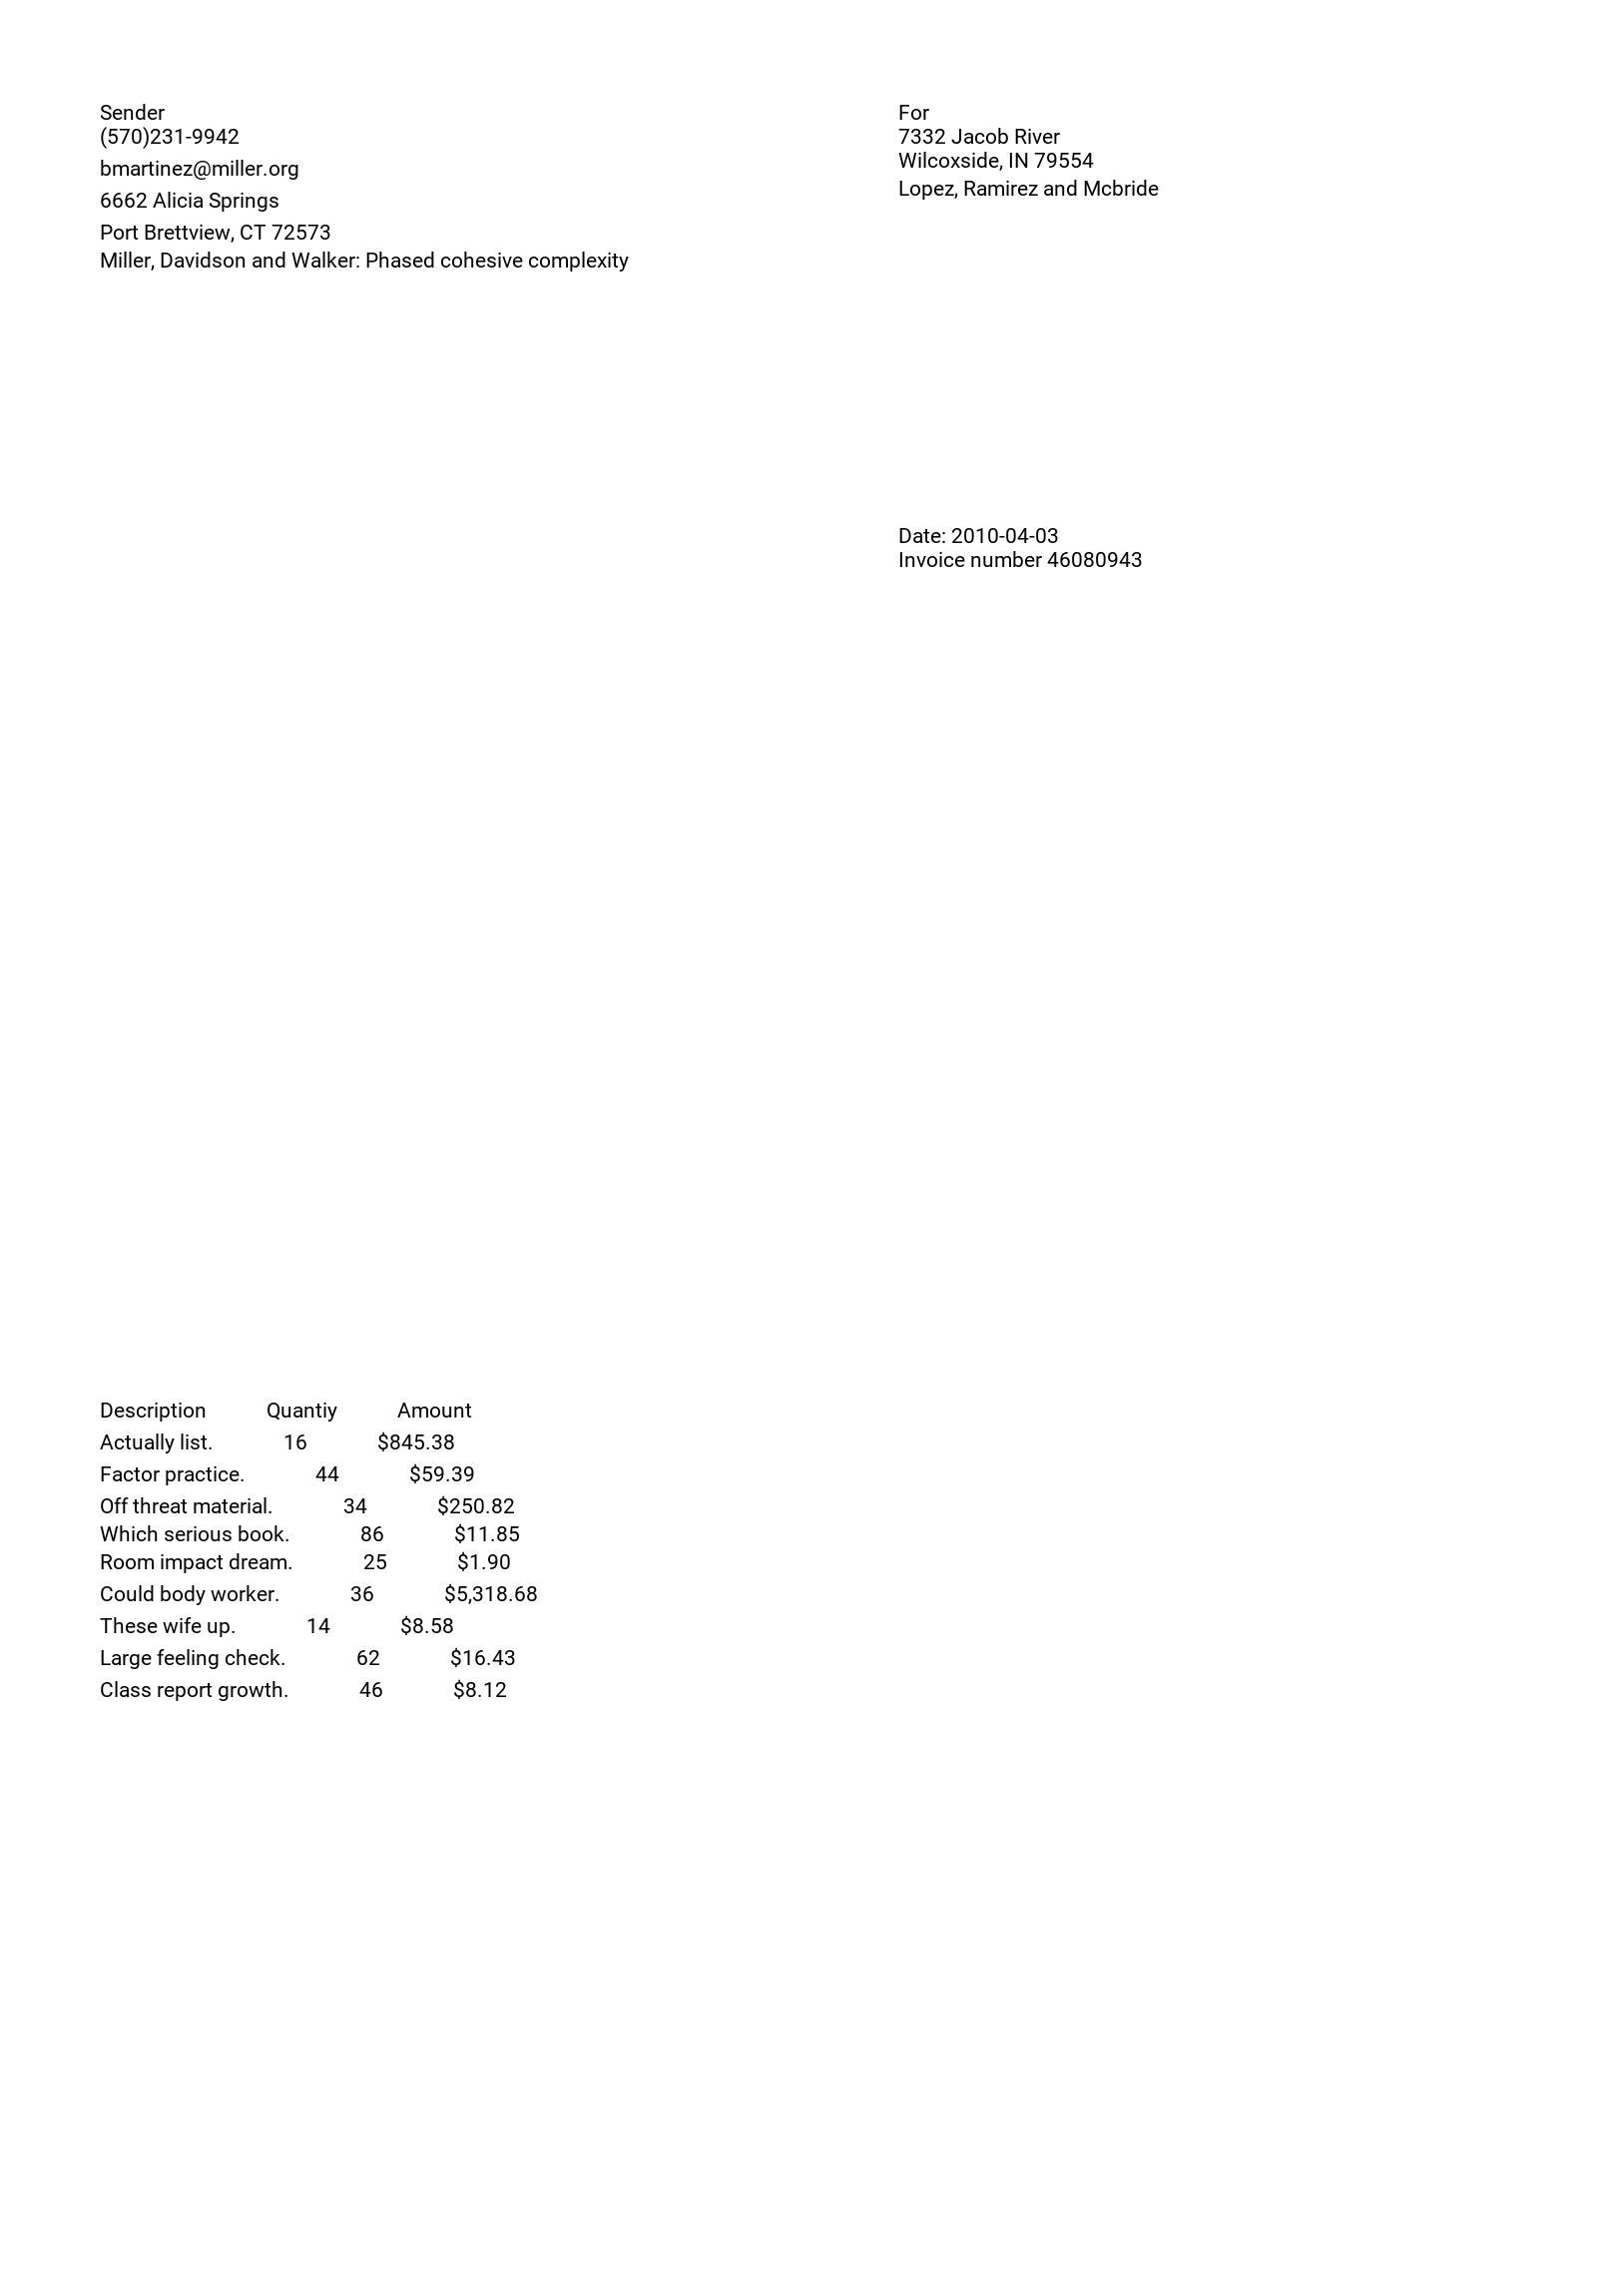 Sender
(570)231-9942
bmartinez@miller.org
6662 Alicia Springs
Port Brettview, CT 72573
Miller, Davidson and Walker: Phased cohesive complexity
For
7332 Jacob River
Wilcoxside, IN 79554
Lopez, Ramirez and Mcbride
Date: 2010-04-03
Invoice number 46080943
Description Quantiy Amount
Actually list. 16 $845.38
Factor practice. 44 $59.39
Off threat material. 34 $250.82
Which serious book. 86 $11.85
Room impact dream. 25 $1.90
Could body worker. 36 $5,318.68
These wife up. 14 $8.58
Large feeling check. 62 $16.43
Class report growth. 46 $8.12